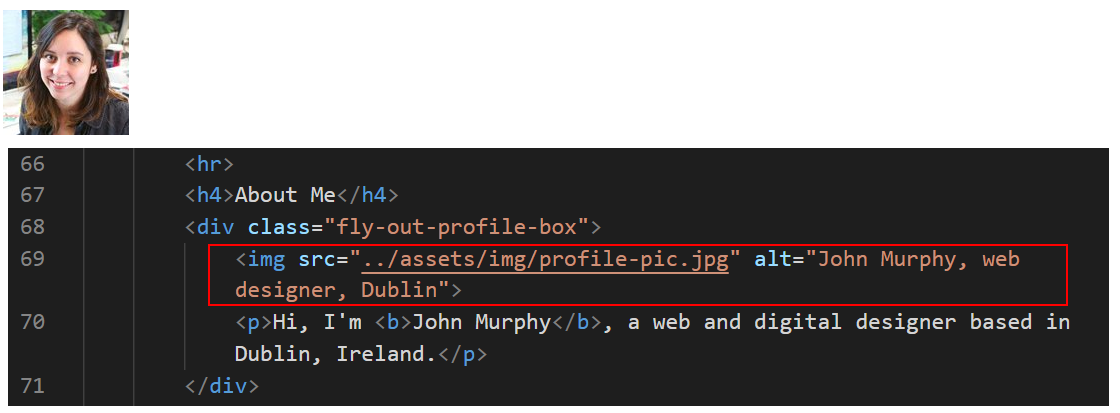 66 <hr>
67 <h4>About Me</h4>
68 <div class="fly-out-profile-box">
69 <img src="../assets/img/profile-pic.jpg" alt="John Murphy, web
designer, Dublin">
70 <p>Hi, I'm <b>John Murphy</b>, a web and digital designer based in
Dublin, Ireland.</p>
71 </div>